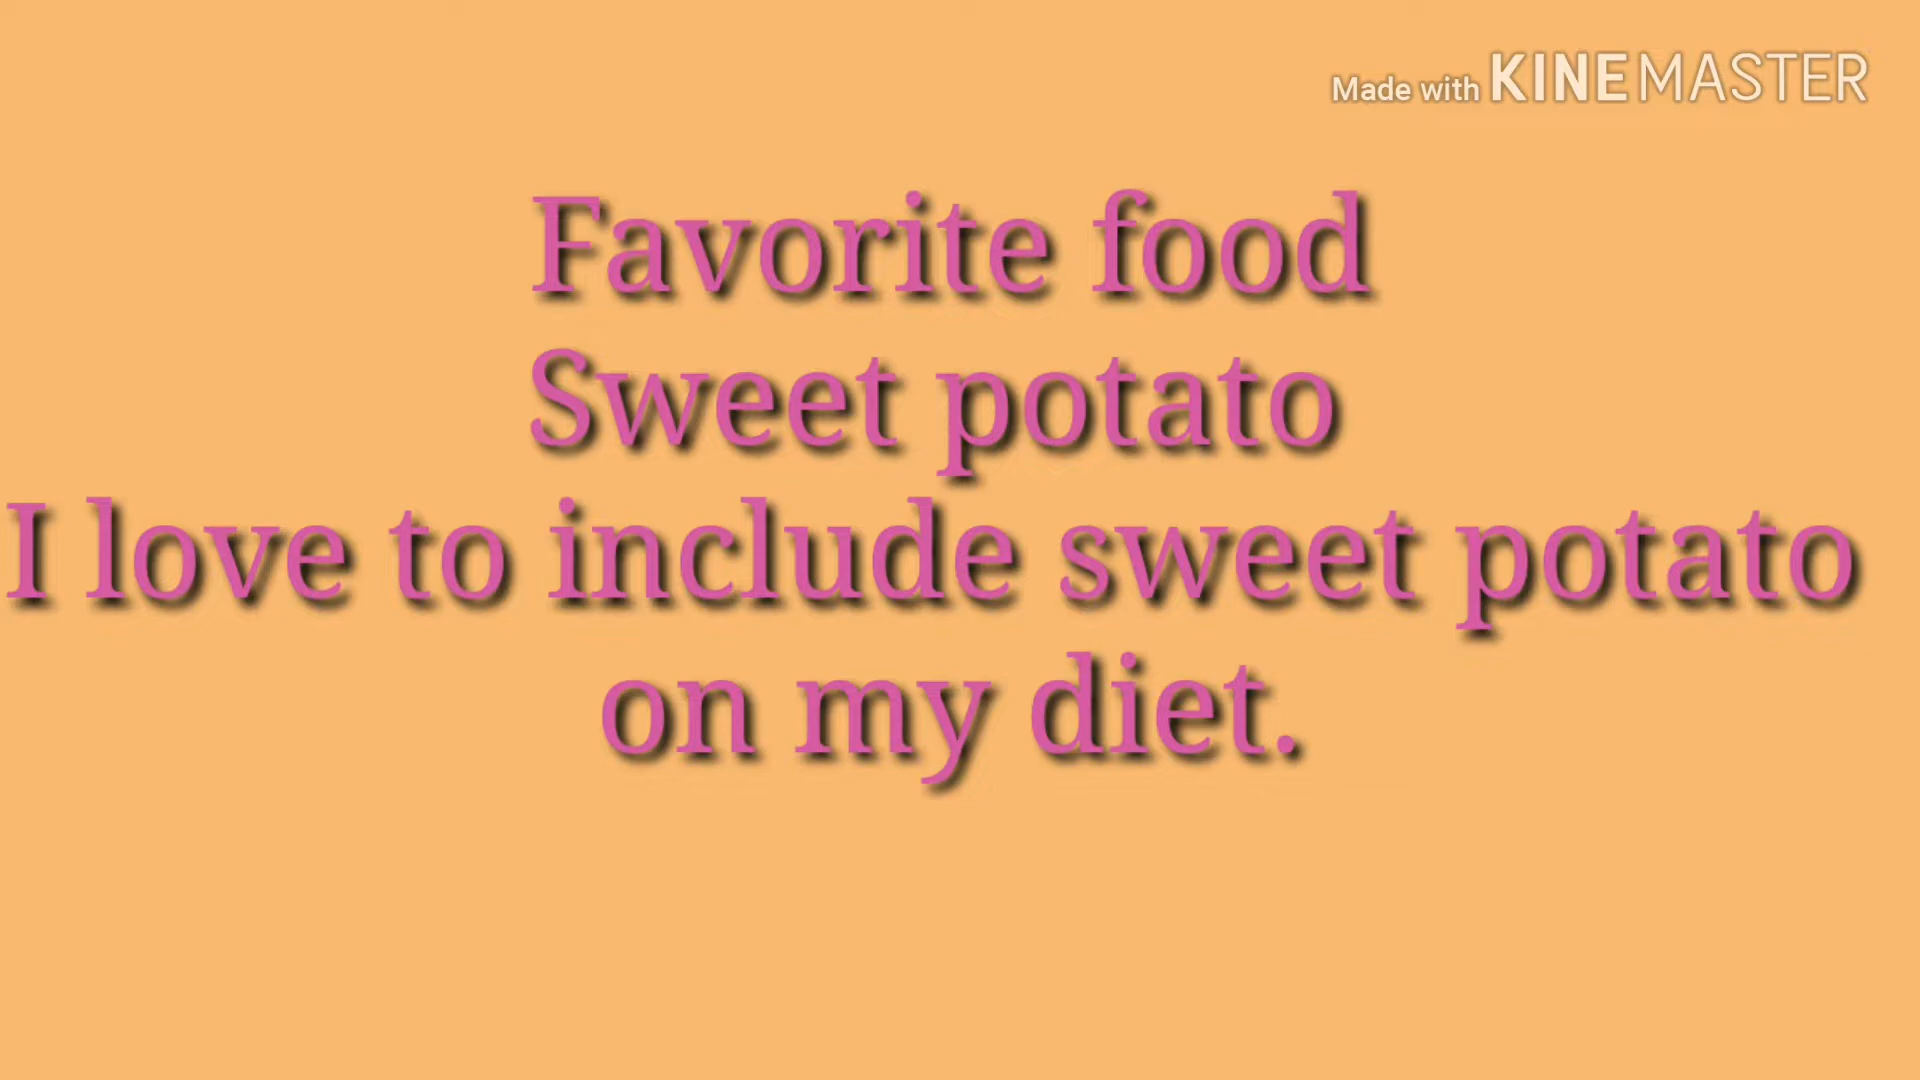 Made with KINEMASTER
Favorite food
Sweet potato
I love to include sweet potato
on my diet.